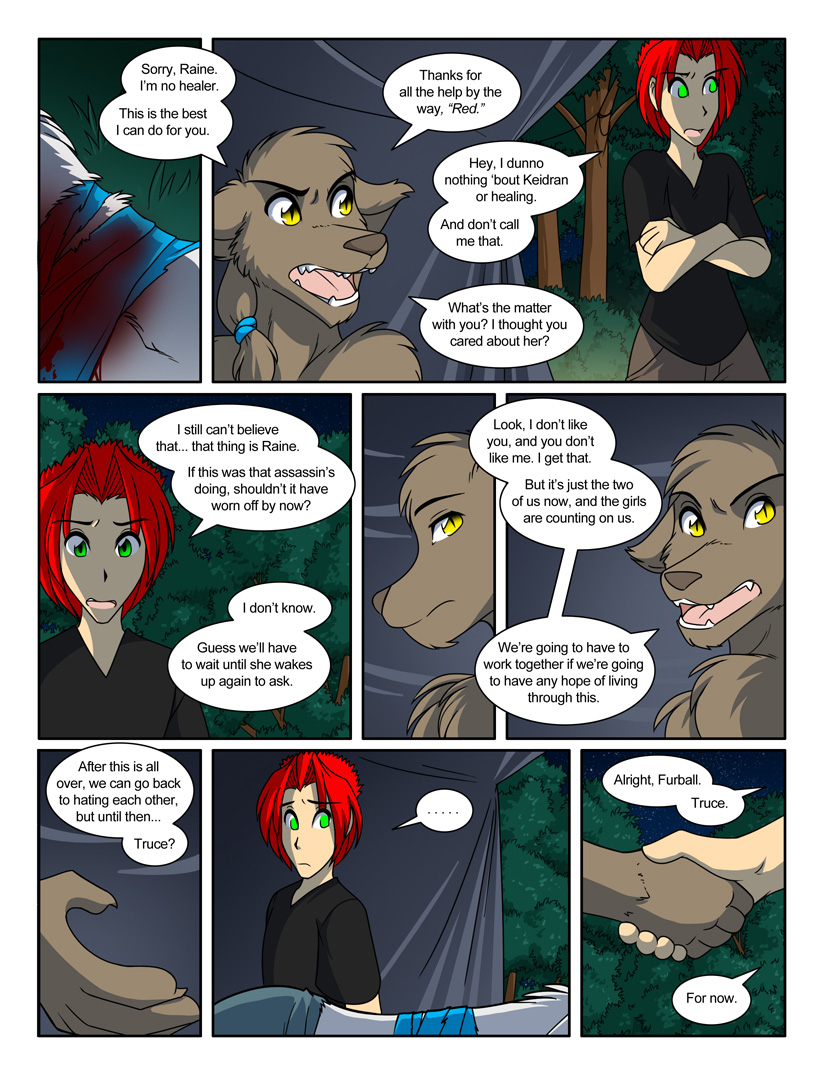 Sorry, Raine.
I'm no healer.
This is the best
I can do for you.
Thanks for
all the help by the
way, “Red.”
Hey, I dunno
nothing ‘bout Keidran
or healing.
And don't call
me that.
What's the matter
with you? I thought you
cared about her?
I still can't believe
that... that thing is Raine.
If this was that assassin's
doing, shouldn't it have
worn off by now?
I don't know.
Guess we'll have
to wait until she wakes
up again to ask.
Look, I don't like
you, and you don't
like me. I get that.
But it's just the two
of us now, and the girls
are counting on us.
We're going to have to
work together if we're going
to have any hope of living
through this.
After this is all
over, we can go back
to hating each other,
but until then...
Truce?
. . . . .
Alright, Furball.
Truce.
For now.